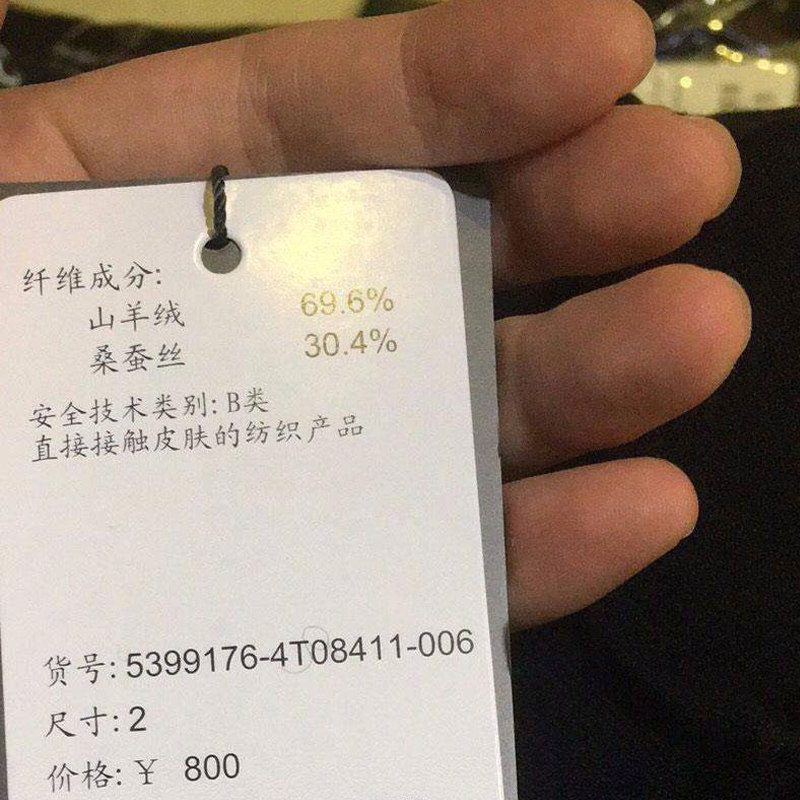 纤维成分:
山羊绒 69.6%
桑蚕丝 30.4%
安全技术类别: B类
直接接触皮肤的纺织产品
货号: 5399176-4T08411-006
尺寸: 2
价格: ¥ 800